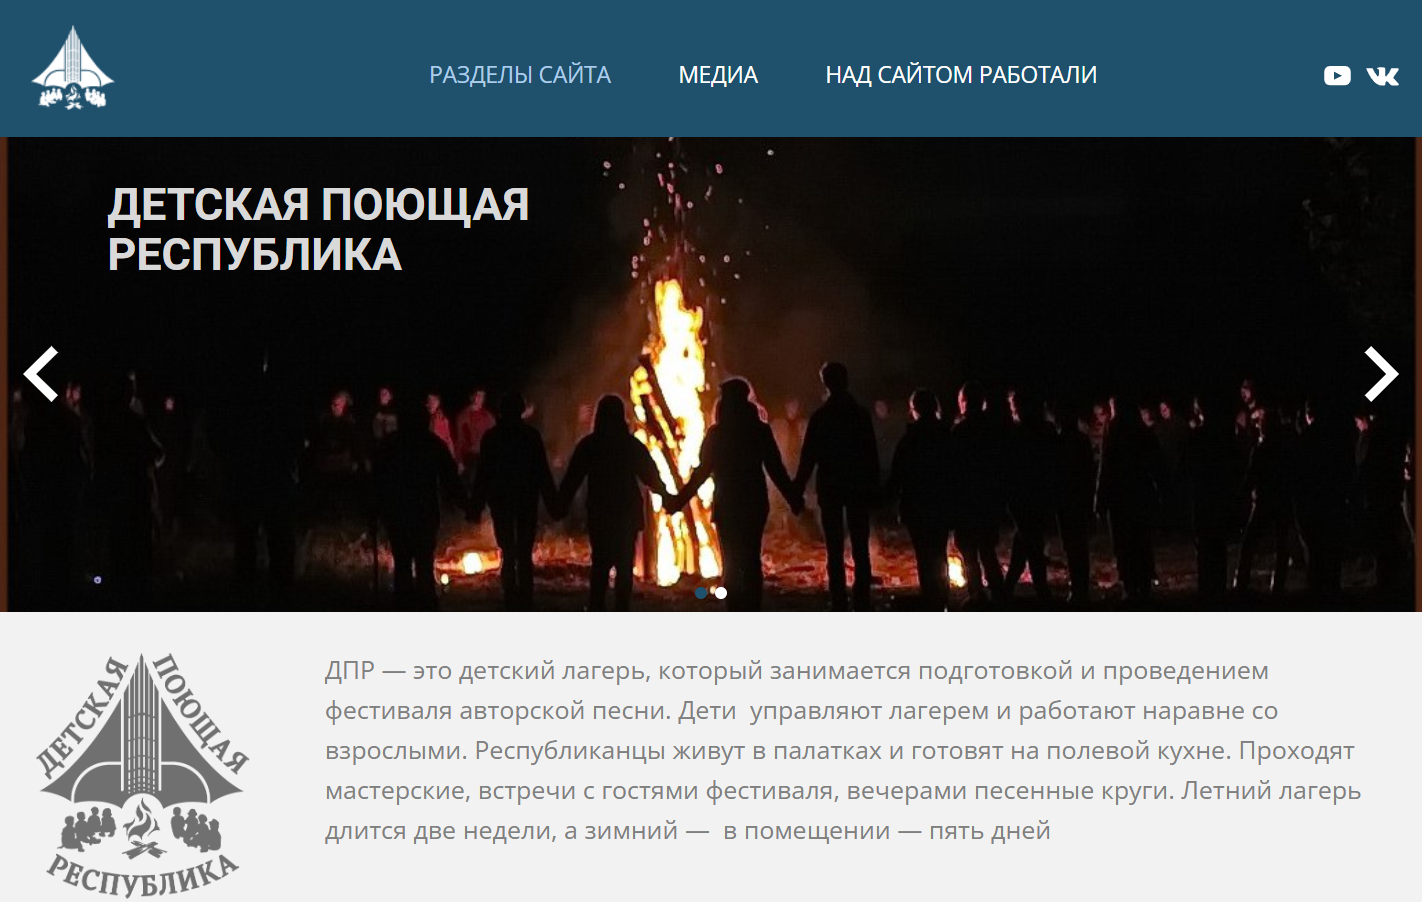 РАЗДЕЛЫ САЙТА
МЕДИА
НАД САЙТОМ РАБОТАЛИ
ДЕТСКАЯ ПОЮЩАЯ
РЕСПУБЛИКА
ДЕТСКАЯ ПОЮЩАЯ
РЕСПУБЛИКА
ДПР — это детский лагерь, который занимается подготовкой и проведением
фестиваля авторской песни. Дети  управляют лагерем и работают наравне со
взрослыми. Республиканцы живут в палатках и готовят на полевой кухне. Проходят
мастерские, встречи с гостями фестиваля, вечерами песенные круги. Летний лагерь
длится две недели, а зимний —  в помещении — пять дней